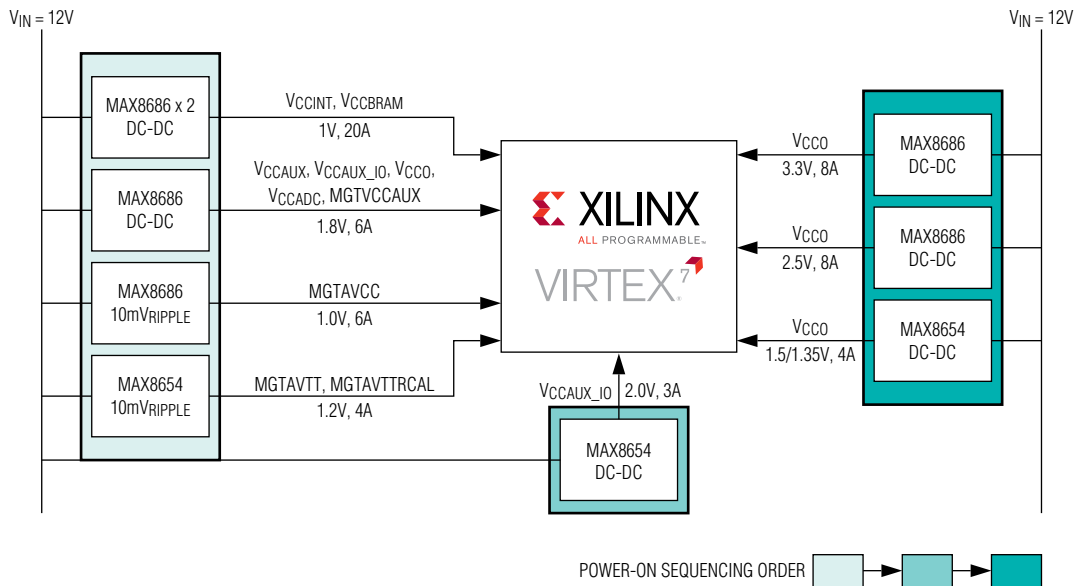 VIN = 12V
VIN = 12V
MAX8686 x 2
DC-DC
VCCINT, VCCBRAM
1V, 20A
MAX8686
DC-DC
VCCAUX, VCCAUX_IO, VCCO,
VCCADC, MGTVCCAUX
1.8V, 6A
MAX8686
10mVRIPPLE
MGTAVCC
1.0V, 6A
MAX8654
10mVRIPPLE
MGTAVTT, MGTAVTTRCAL
1.2V, 4A
XILINX
ALL PROGRAMMABLE™
VIRTEX 7
VCCO
3.3V, 8A
MAX8686
DC-DC
VCCO
2.5V, 8A
MAX8686
DC-DC
VCCO
1.5/1.35V, 4A
MAX8654
DC-DC
VCCAUX_IO 2.0V, 3A
MAX8654
DC-DC
POWER-ON SEQUENCING ORDER